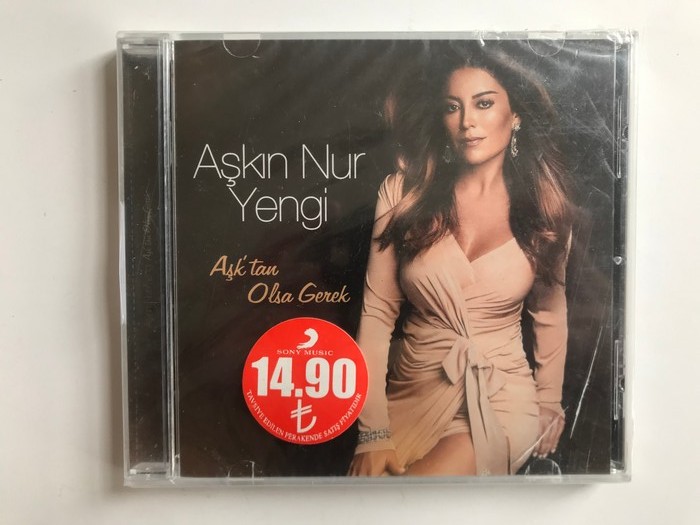 Aşkın Nur
Yengi
Aşk'tan
Olsa Gerek
SONY MUSIC
14.90
₺
TAVSİYE EDİLEN PERAKENDE SATIŞ FİYATIDIR